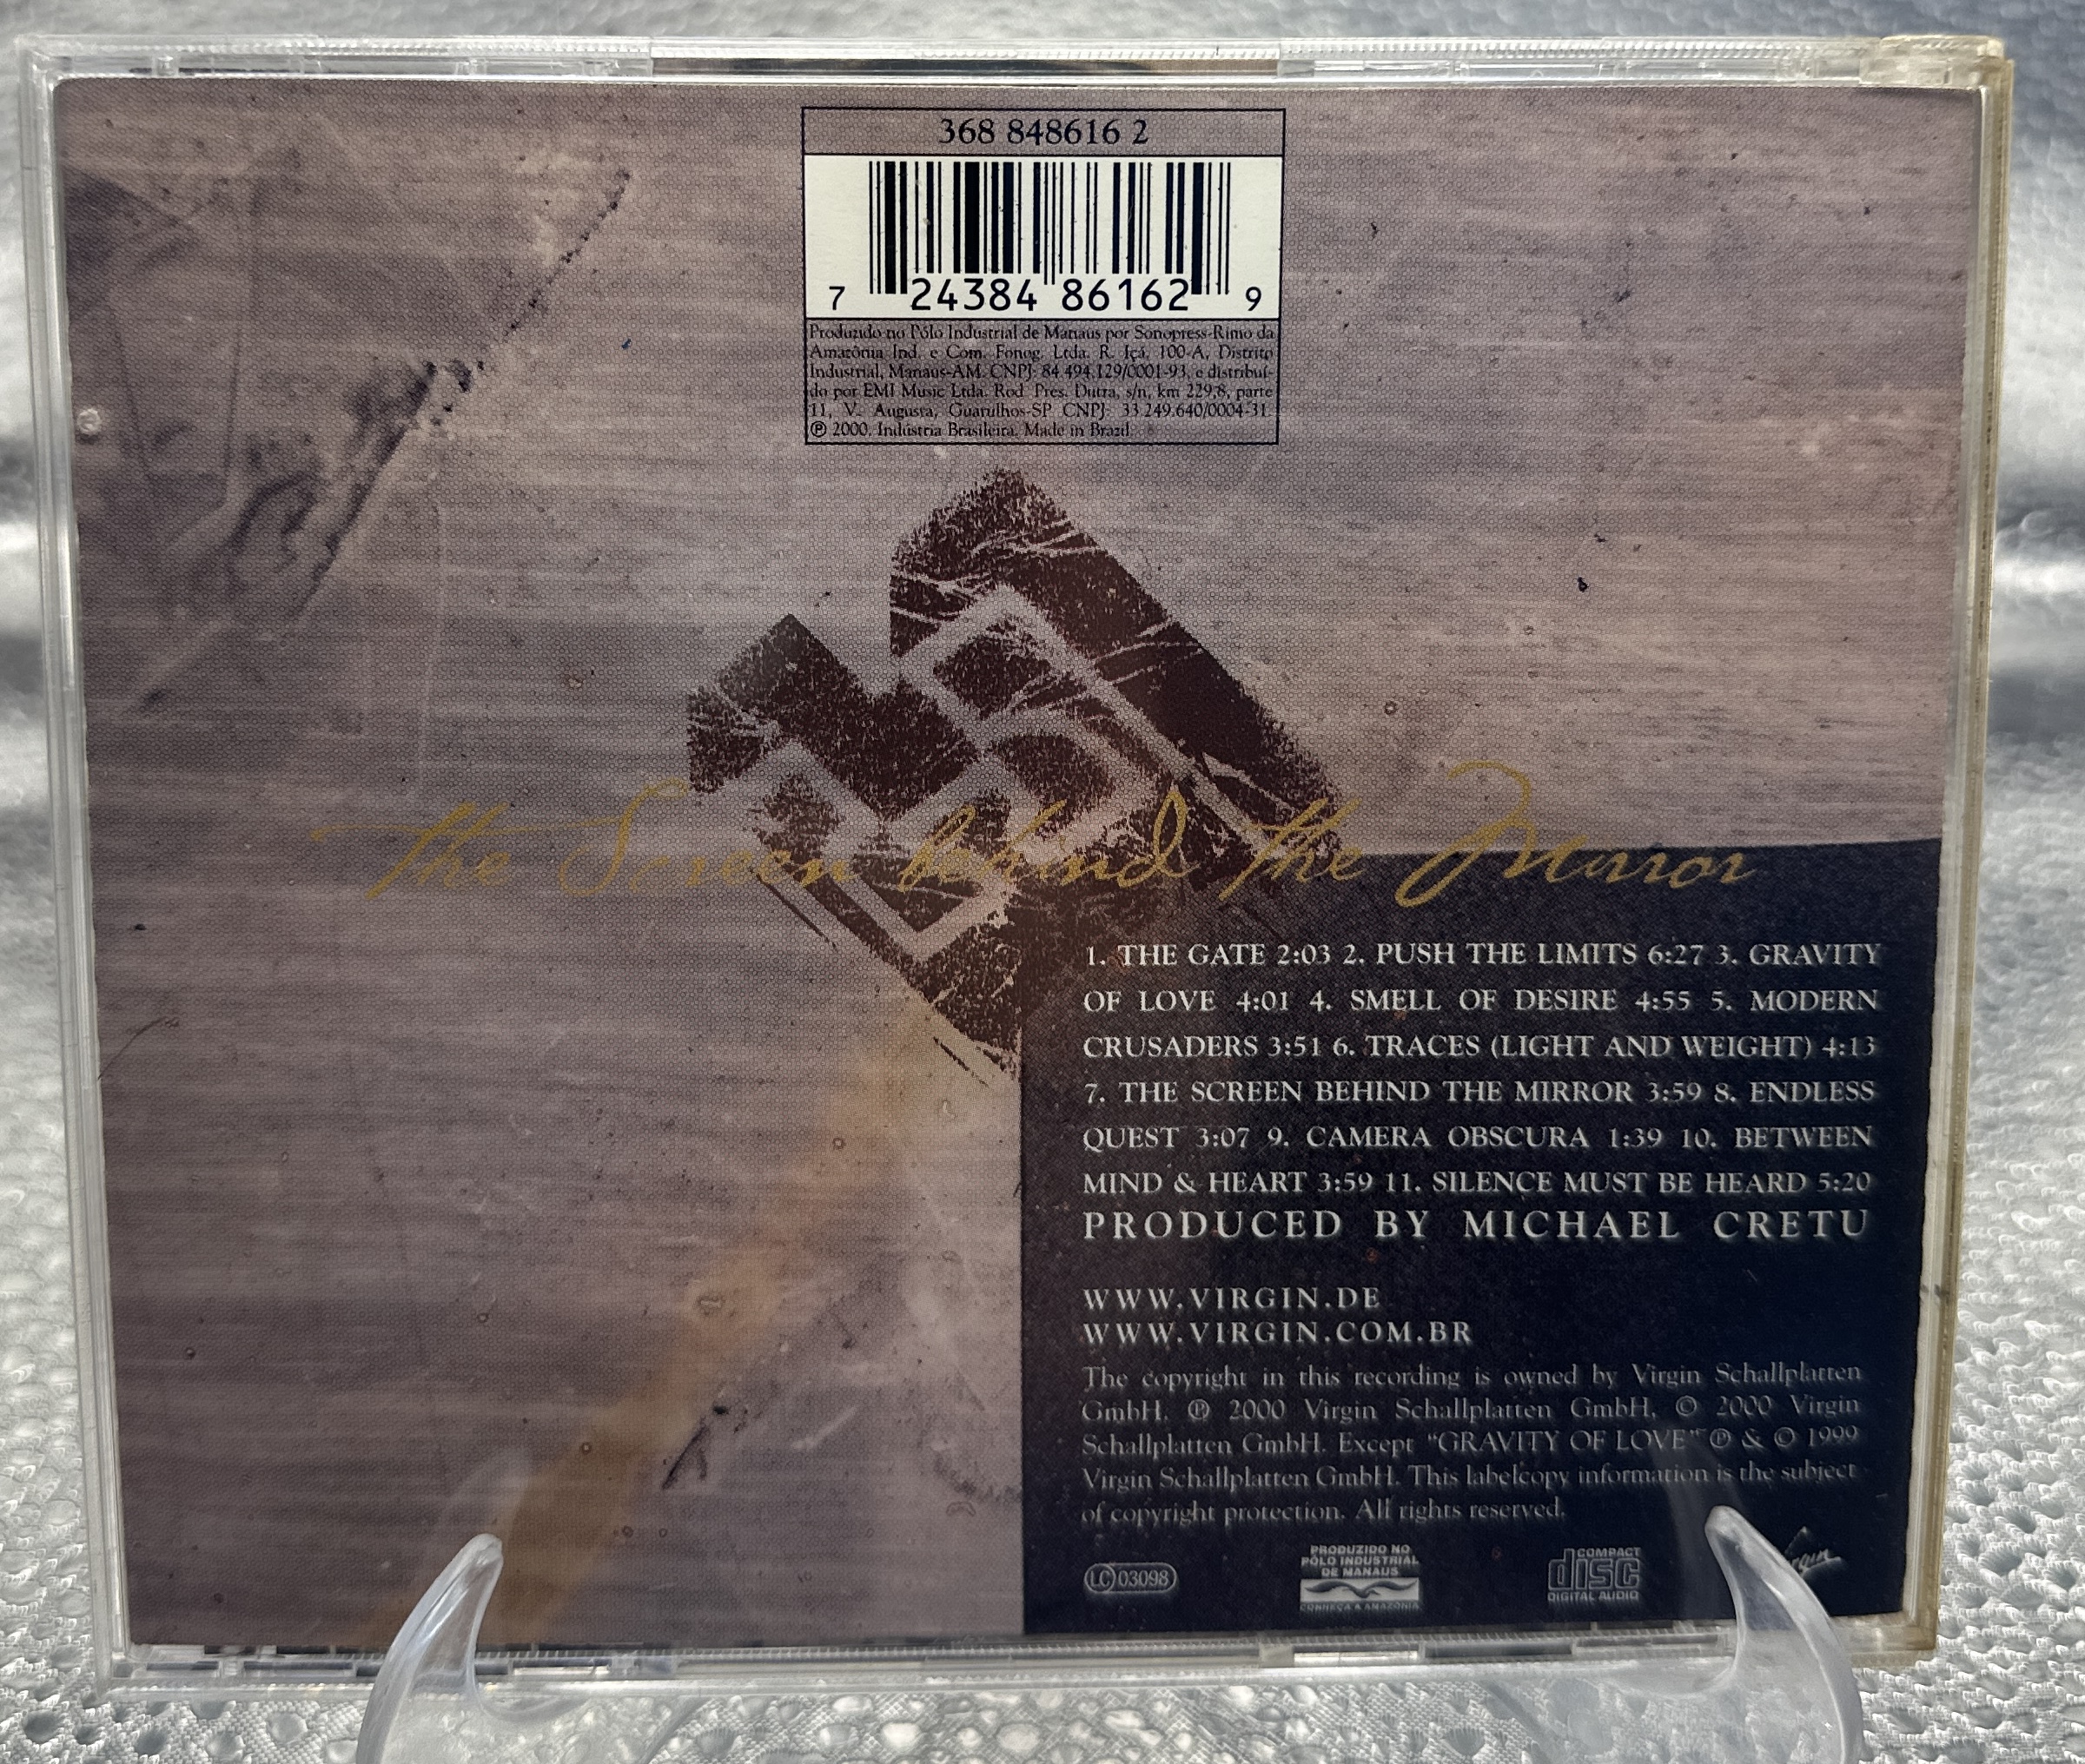 368 848616 2
7 24384 86162 9
Produzido no Pólo Industrial de Manaus por Sonopress-Rimo da
Amazônia Ind. e Com. Fonog. Ltda. R. Içá, 100-A, Distrito
Industrial, Manaus-AM. CNPJ: 84.494.129/0001-93, e distribuí-
do por EMI Music Ltda. Rod. Pres. Dutra, s/n, km 229,8, parte
11, V. Augusta, Guarulhos-SP. CNPJ: 33.249.640/0004-31.
℗ 2000. Indústria Brasileira. Made in Brazil.
the Screen behind the Mirror
1. THE GATE 2:03 2. PUSH THE LIMITS 6:27 3. GRAVITY
OF LOVE 4:01 4. SMELL OF DESIRE 4:55 5. MODERN
CRUSADERS 3:51 6. TRACES (LIGHT AND WEIGHT) 4:13
7. THE SCREEN BEHIND THE MIRROR 3:59 8. ENDLESS
QUEST 3:07 9. CAMERA OBSCURA 1:39 10. BETWEEN
MIND & HEART 3:59 11. SILENCE MUST BE HEARD 5:20
PRODUCED BY MICHAEL CRETU
WWW.VIRGIN.DE
WWW.VIRGIN.COM.BR
The copyright in this recording is owned by Virgin Schallplatten
GmbH. ℗ 2000 Virgin Schallplatten GmbH. © 2000 Virgin
Schallplatten GmbH. Except "GRAVITY OF LOVE" ℗ & © 1999
Virgin Schallplatten GmbH. This labelcopy information is the subject
of copyright protection. All rights reserved.
LC 03098
PRODUZIDO NO
PÓLO INDUSTRIAL
DE MANAUS
CONHEÇA A AMAZÔNIA
COMPACT
disc
DIGITAL AUDIO